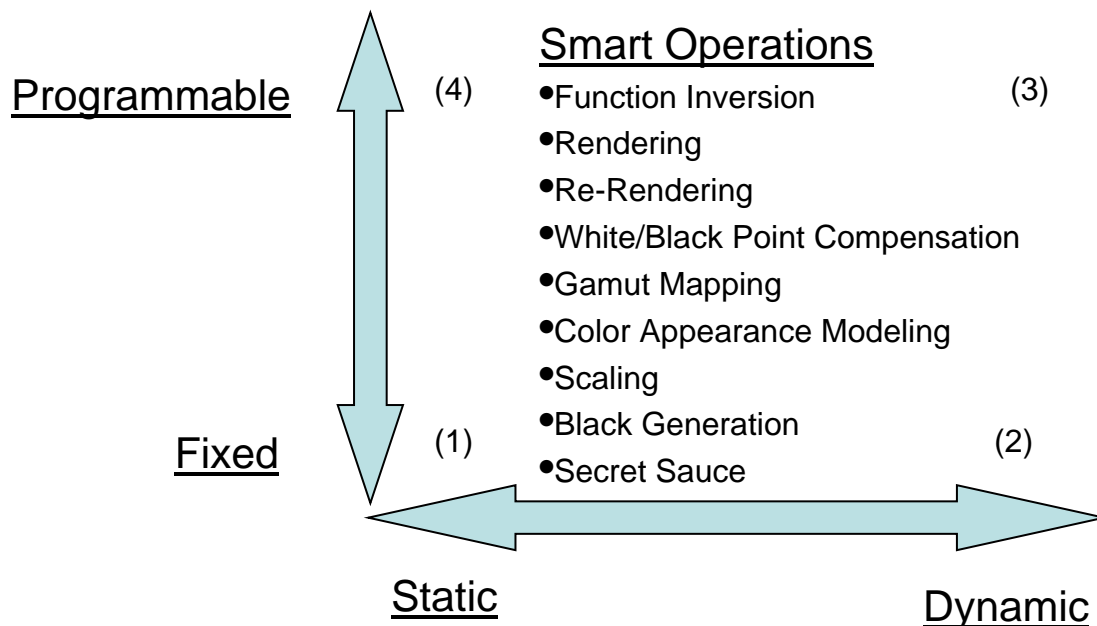 Smart Operations
Programmable
(4)
•Function Inversion
(3)
•Rendering
•Re-Rendering
•White/Black Point Compensation
•Gamut Mapping
•Color Appearance Modeling
•Scaling
•Black Generation
Fixed
(1)
(2)
•Secret Sauce
Static
Dynamic